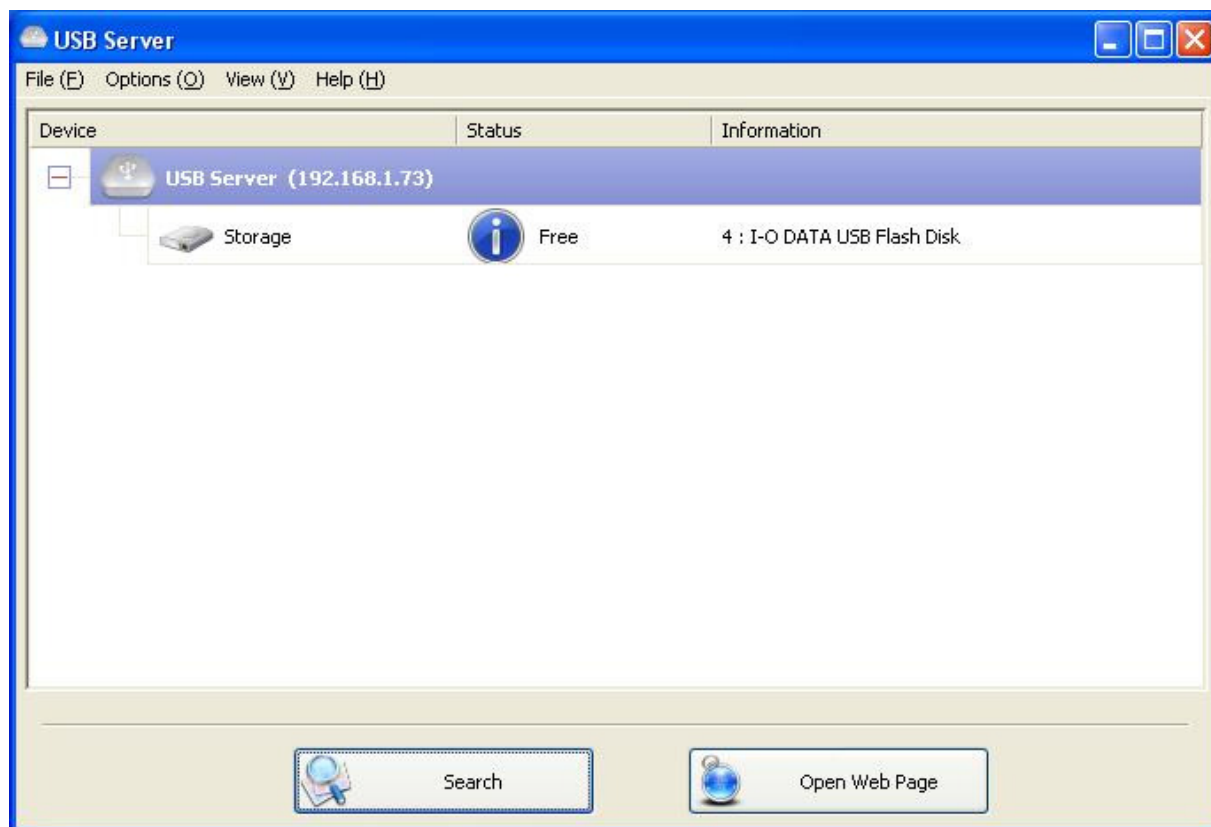 USB Server
File (F) Options (O) View (V) Help (H)
Device Status Information
USB Server (192.168.1.73)
Storage Free 4 : I-O DATA USB Flash Disk
Search Open Web Page